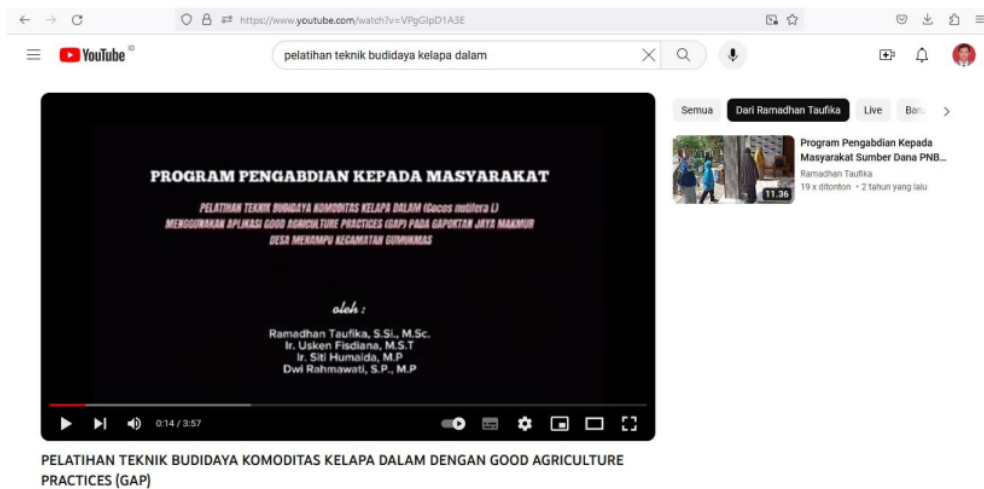 https://www.youtube.com/watch?v=VPgGlpD1A3E
YouTube ID
pelatihan teknik budidaya kelapa dalam
Semua
Dari Ramadhan Taufika
Live
Baru
PROGRAM PENGABDIAN KEPADA MASYARAKAT
PELATIHAN TEKNIK BUDIDAYA KOMODITAS KELAPA DALAM (Cocos nutifera L)
MENGGUNAKAN APLIKASI GOOD AGRICULTURE PRACTICES (GAP) PADA GAPOKTAN JAYA MAKMUR
DESA MENAMPU KECAMATAN GUMUKMAS
oleh :
Ramadhan Taufika, S.Si., M.Sc.
Ir. Usken Fisdiana, M.S.T
Ir. Siti Humaida, M.P
Dwi Rahmawati, S.P., M.P
0:14 / 3:57
Program Pengabdian Kepada
Masyarakat Sumber Dana PNB...
Ramadhan Taufika
19 x ditonton • 2 tahun yang lalu
11.36
PELATIHAN TEKNIK BUDIDAYA KOMODITAS KELAPA DALAM DENGAN GOOD AGRICULTURE
PRACTICES (GAP)